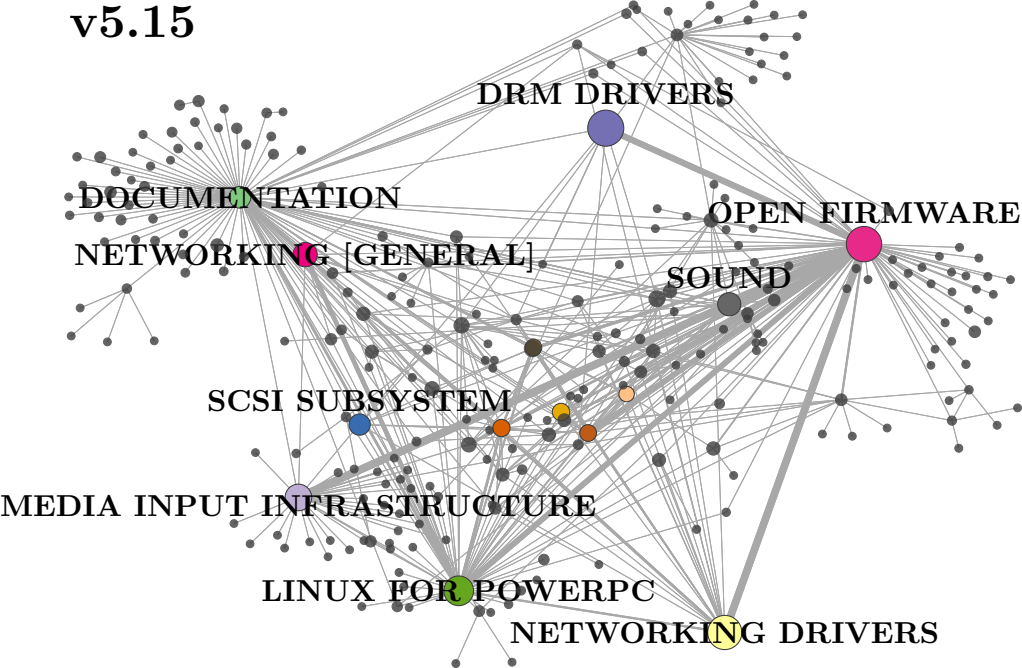 v5.15
DRM DRIVERS
DOCUMENTATION
OPEN FIRMWARE
NETWORKING [GENERAL]
SOUND
SCSI SUBSYSTEM
MEDIA INPUT INFRASTRUCTURE
LINUX FOR POWERPC
NETWORKING DRIVERS